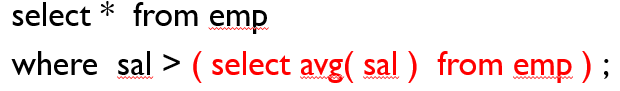 select * from emp
where sal > ( select avg( sal ) from emp ) ;